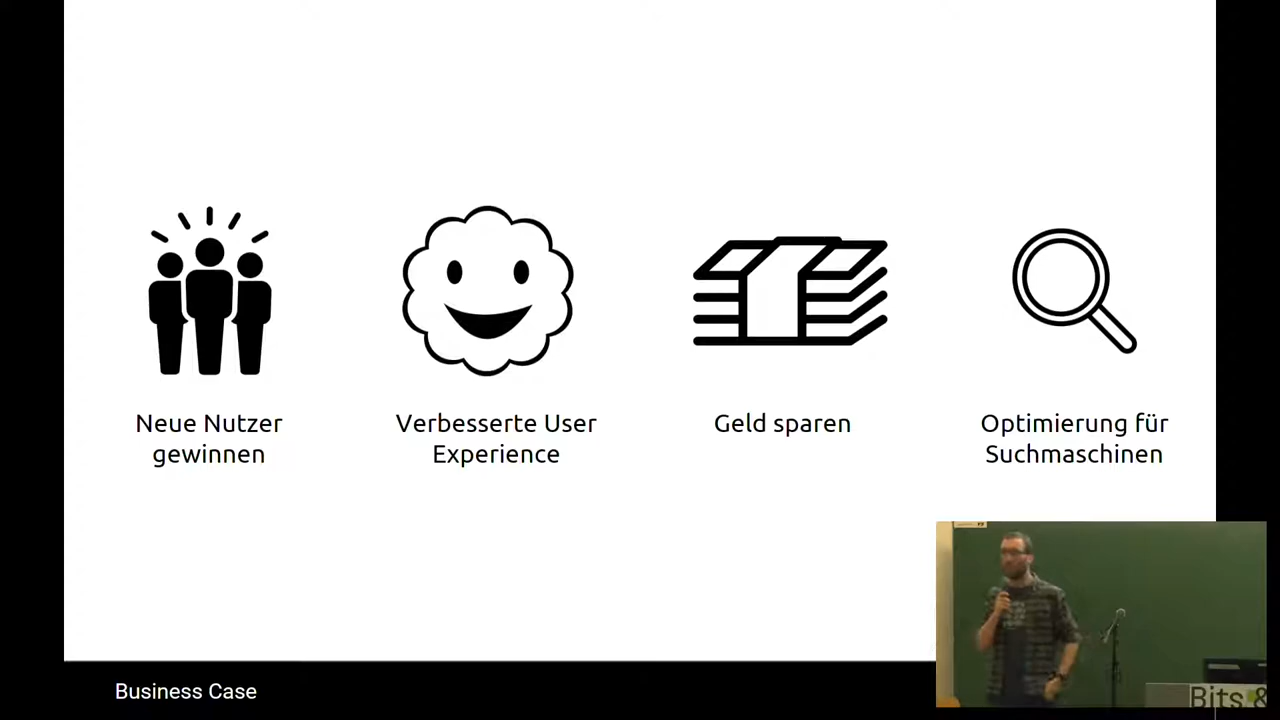 Neue Nutzer
gewinnen
Verbesserte User
Experience
Geld sparen
Optimierung für
Suchmaschinen
Business Case
Bits &